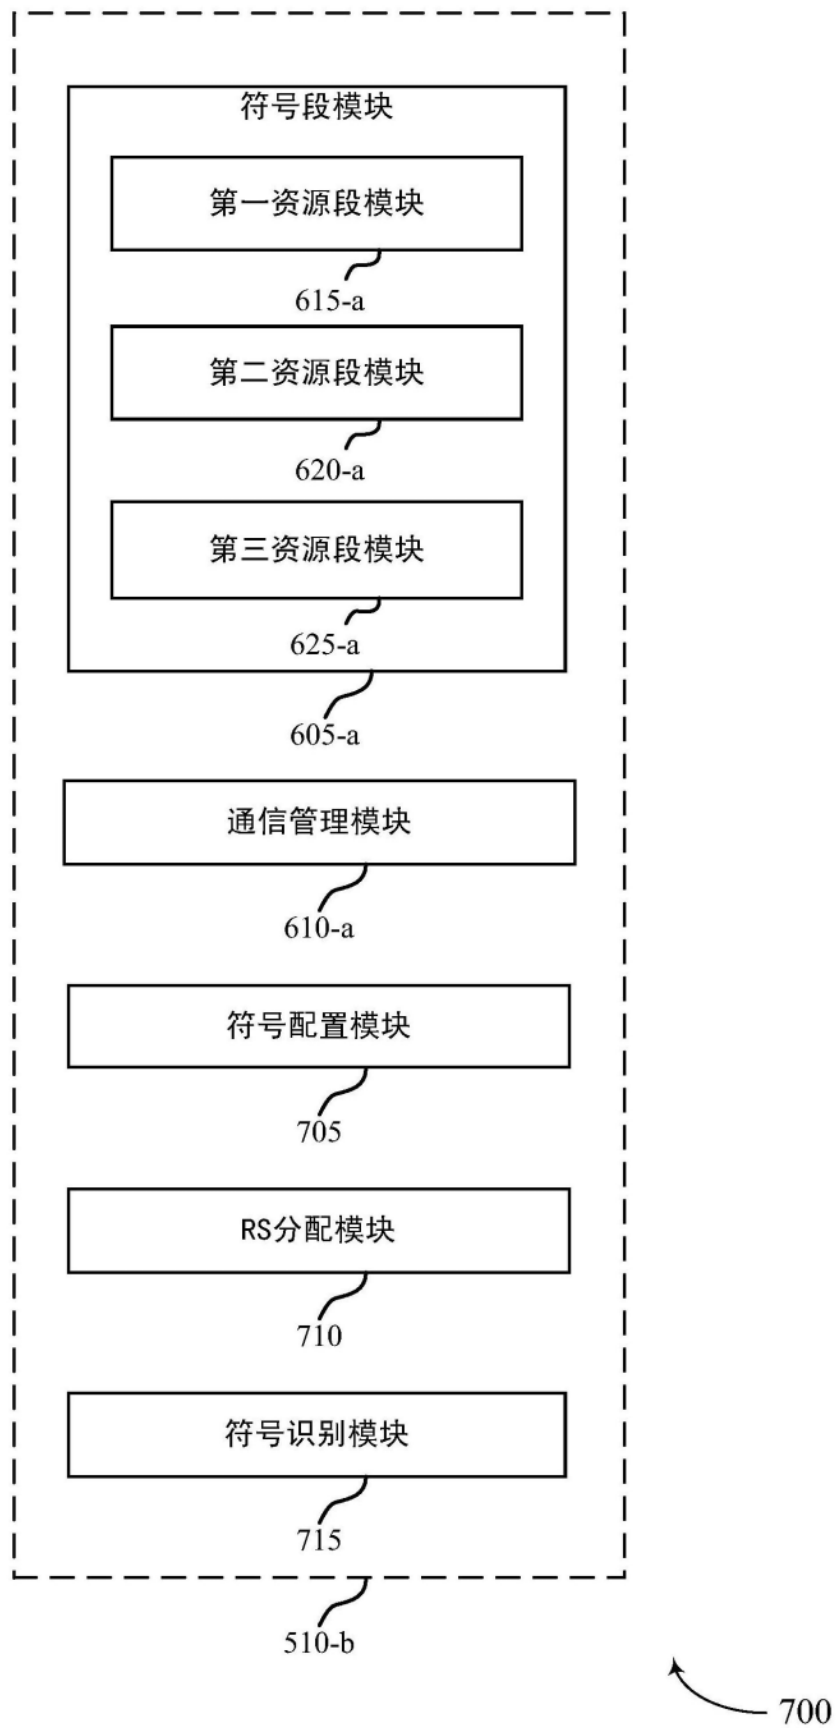 符号段模块
第一资源段模块
615-a
第二资源段模块
620-a
第三资源段模块
625-a
605-a
通信管理模块
610-a
符号配置模块
705
RS分配模块
710
符号识别模块
715
510-b
700